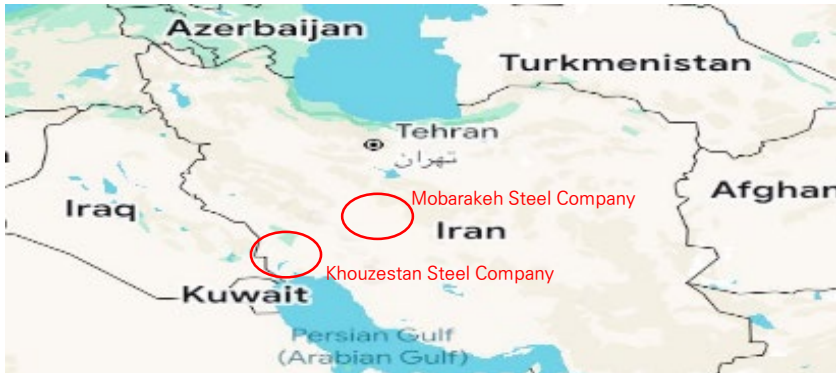 Azerbaijan
Turkmenistan
Tehran
تهران
Mobarakeh Steel Company
Afghan
Iraq
Iran
Khouzestan Steel Company
Kuwait
Persian Gulf
(Arabian Gulf)